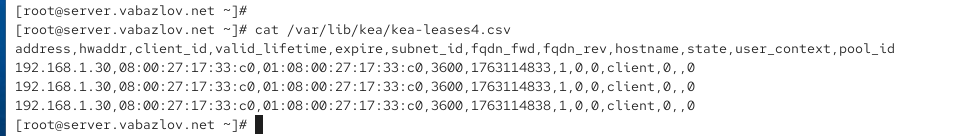 [root@server.vabazlov.net ~]#
[root@server.vabazlov.net ~]# cat /var/lib/kea/kea-leases4.csv
address,hwaddr,client_id,valid_lifetime,expire,subnet_id,fqdn_fwd,fqdn_rev,hostname,state,user_context,pool_id
192.168.1.30,08:00:27:17:33:c0,01:08:00:27:17:33:c0,3600,1763114833,1,0,0,client,0,,0
192.168.1.30,08:00:27:17:33:c0,01:08:00:27:17:33:c0,3600,1763114833,1,0,0,client,0,,0
192.168.1.30,08:00:27:17:33:c0,01:08:00:27:17:33:c0,3600,1763114838,1,0,0,client,0,,0
[root@server.vabazlov.net ~]#